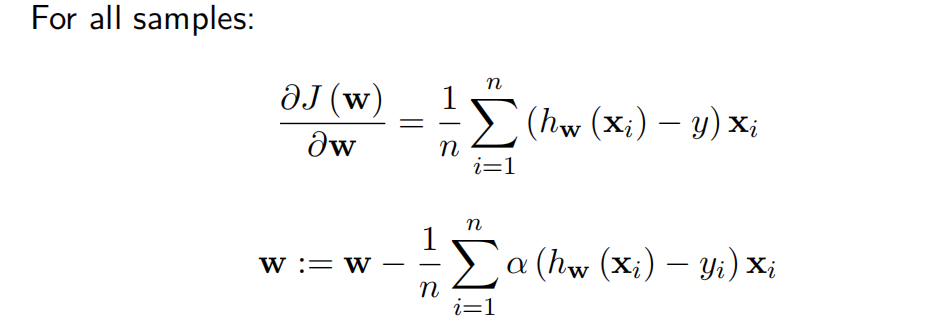 For all samples:
∂J (w) / ∂w = 1/n ∑_{i=1}^{n} (h_w (x_i) − y) x_i
w := w − 1/n ∑_{i=1}^{n} α (h_w (x_i) − y_i) x_i